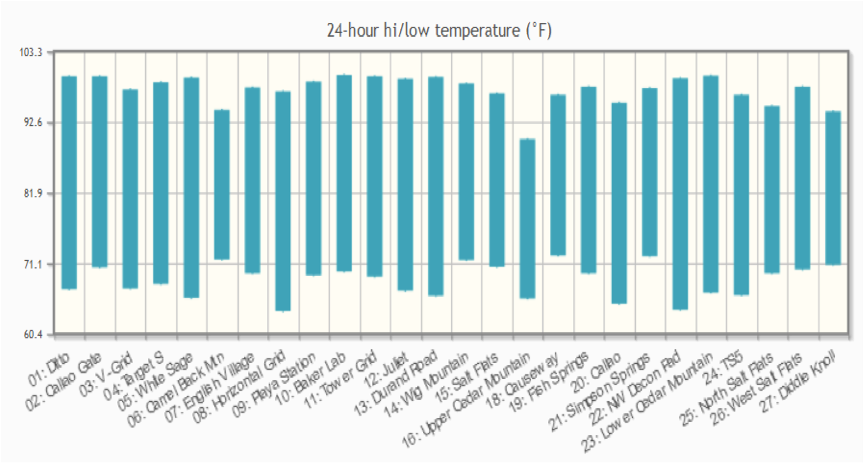 24-hour hi/low temperature (°F)
103.3
92.6
81.9
71.1
60.4
01: Ditto
02: Callao Gate
03: V-Grid
04: Target S
05: White Sage
06: Camel Back Mtn
07: English Village
08: Horizontal Grid
09: Playa Station
10: Baker Lab
11: Tower Grid
12: Juliet
13: Durand Road
14: Wig Mountain
15: Salt Flats
16: Upper Cedar Mountain
18: Causeway
19: Fish Springs
20: Callao
21: Simpson Springs
22: NW Decon Pad
23: Lower Cedar Mountain
24: TS5
25: North Salt Flats
26: West Salt Flats
27: Diddle Knoll